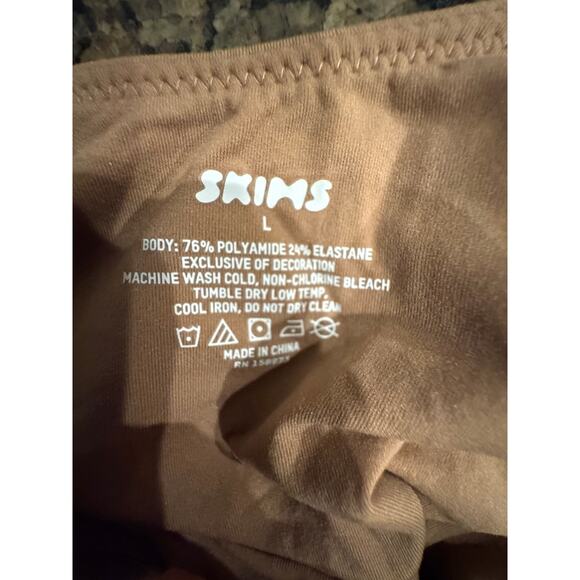 SKIMS
L
BODY: 76% POLYAMIDE 24% ELASTANE
EXCLUSIVE OF DECORATION
MACHINE WASH COLD, NON-CHLORINE BLEACH
TUMBLE DRY LOW TEMP.
COOL IRON, DO NOT DRY CLEAN
MADE IN CHINA
RN